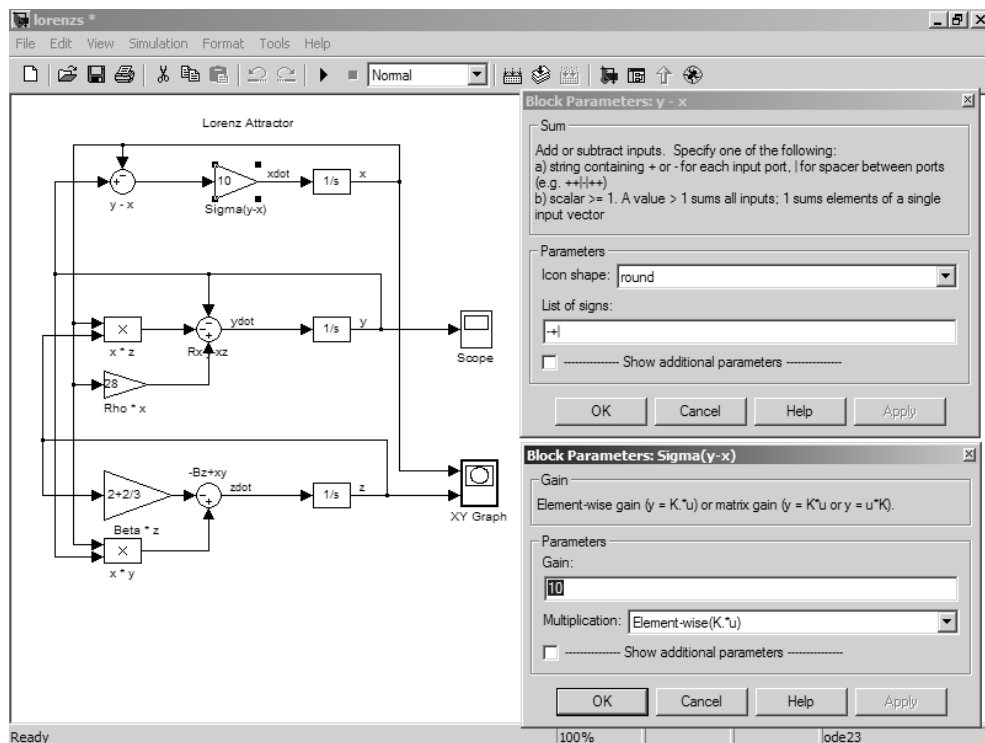 lorenzs *
File Edit View Simulation Format Tools Help
Normal
Lorenz Attractor
+
-
y - x
10
Sigma(y-x)
xdot
1/s
x
×
x * z
-
-
+
Rx
xz
ydot
1/s
y
Scope
28
Rho * x
-Bz+xy
2+2/3
Beta * z
-
+
zdot
1/s
z
XY Graph
×
x * y
Block Parameters: y - x
Sum
Add or subtract inputs. Specify one of the following:
a) string containing + or - for each input port, | for spacer between ports
(e.g. ++|-|++)
b) scalar >= 1. A value > 1 sums all inputs; 1 sums elements of a single
input vector
Parameters
Icon shape: round
List of signs:
-+|
--------------- Show additional parameters ---------------
OK Cancel Help Apply
Block Parameters: Sigma(y-x)
Gain
Element-wise gain (y = K.*u) or matrix gain (y = K*u or y = u*K).
Parameters
Gain:
10
Multiplication: Element-wise(K.*u)
--------------- Show additional parameters ---------------
OK Cancel Help Apply
Ready 100% ode23